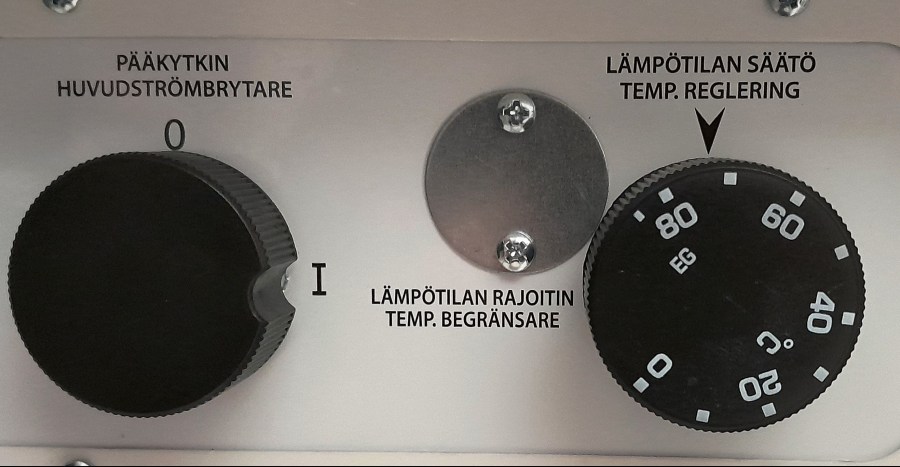 PÄÄKYTKIN
HUVUDSTRÖMBRYTARE
0
I
LÄMPÖTILAN RAJOITIN
TEMP. BEGRÄNSARE
LÄMPÖTILAN SÄÄTÖ
TEMP. REGLERING
80
60
EG
40
°C
20
0